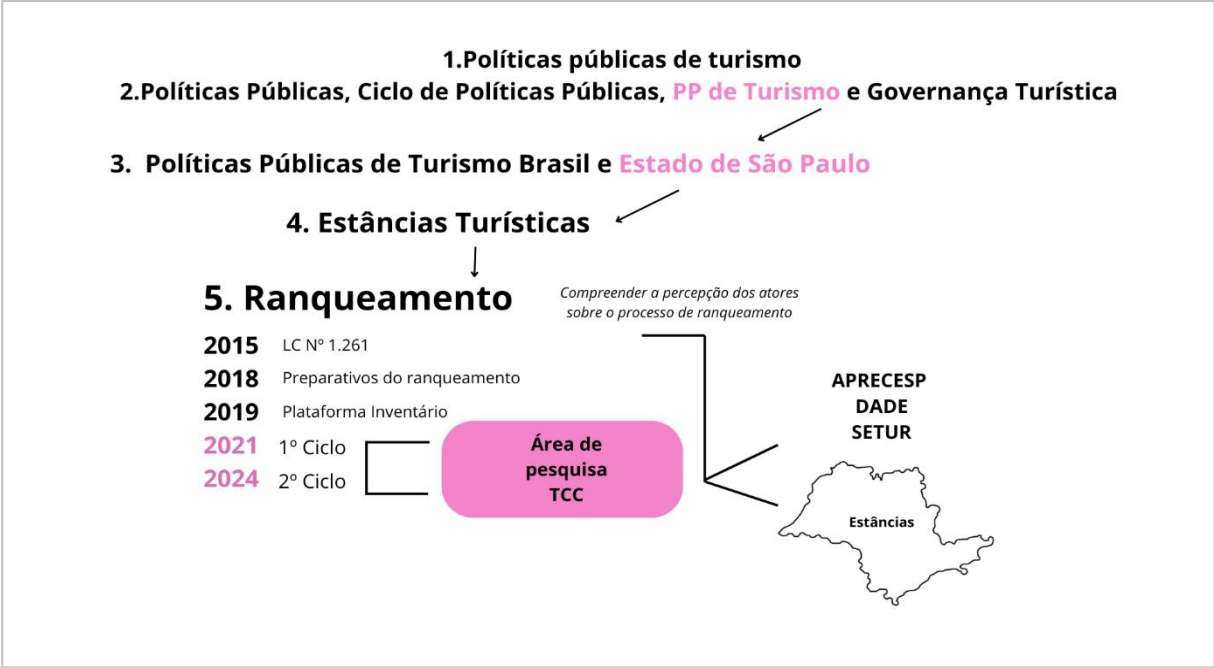 1.Políticas públicas de turismo
2.Políticas Públicas, Ciclo de Políticas Públicas, PP de Turismo e Governança Turística
3. Políticas Públicas de Turismo Brasil e Estado de São Paulo
4. Estâncias Turísticas
5. Ranqueamento
Compreender a percepção dos atores
sobre o processo de ranqueamento
2015 LC Nº 1.261
2018 Preparativos do ranqueamento
2019 Plataforma Inventário
2021 1º Ciclo
2024 2º Ciclo
Área de
pesquisa
TCC
APRECESP
DADE
SETUR
Estâncias